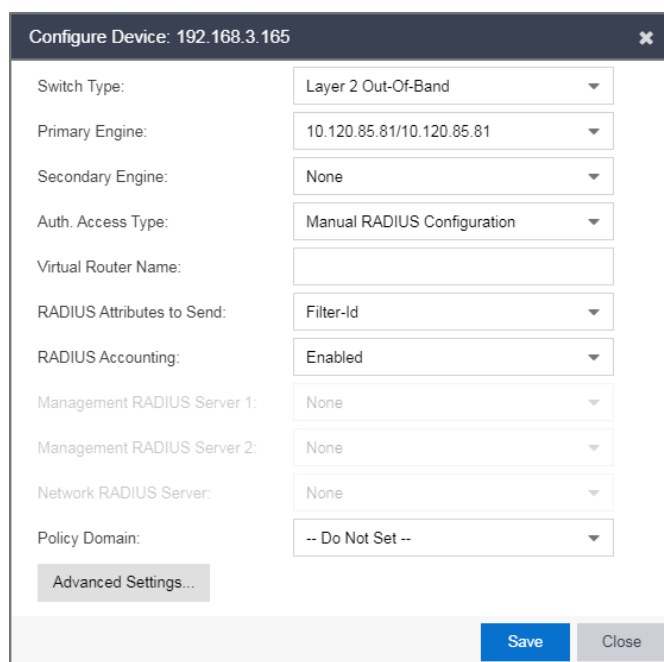 Configure Device: 192.168.3.165
Switch Type: Layer 2 Out-Of-Band
Primary Engine: 10.120.85.81/10.120.85.81
Secondary Engine: None
Auth. Access Type: Manual RADIUS Configuration
Virtual Router Name:
RADIUS Attributes to Send: Filter-Id
RADIUS Accounting: Enabled
Management RADIUS Server 1: None
Management RADIUS Server 2: None
Network RADIUS Server: None
Policy Domain: -- Do Not Set --
Advanced Settings...
Save Close